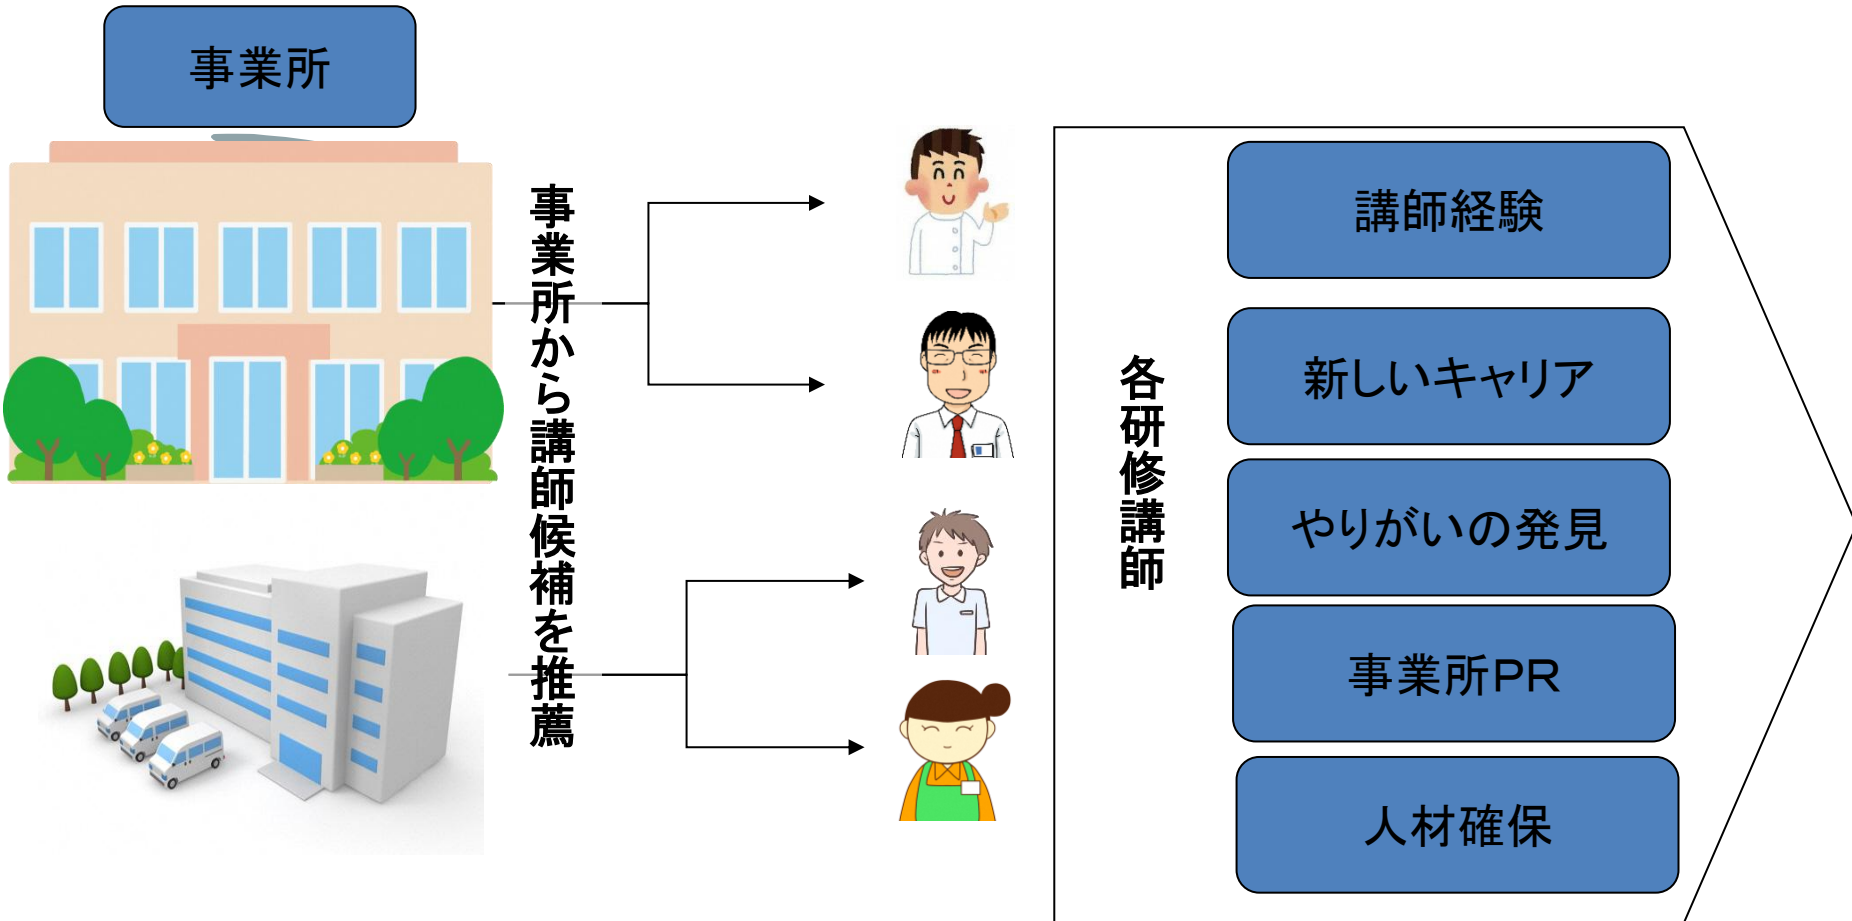 事業所
事業所から講師候補を推薦
各研修講師
講師経験
新しいキャリア
やりがいの発見
事業所PR
人材確保